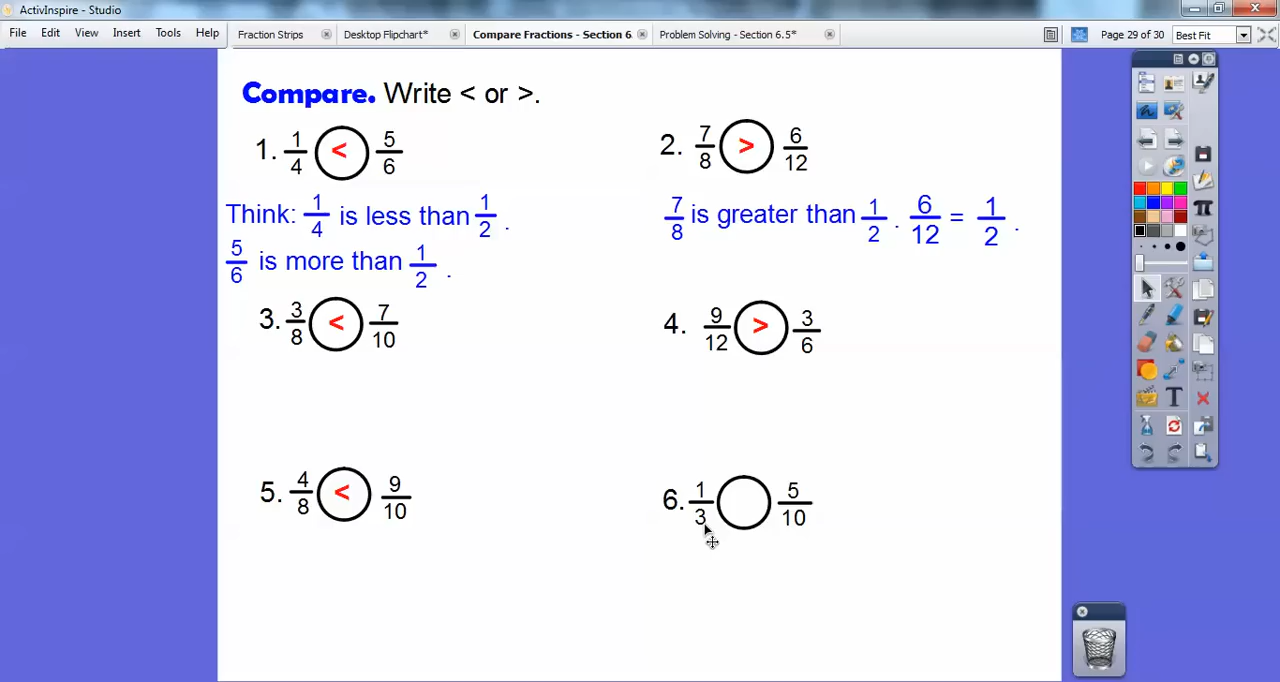 ActivInspire - Studio
File Edit View Insert Tools Help
Fraction Strips Desktop Flipchart* Compare Fractions - Section 6. Problem Solving - Section 6.5*
Page 29 of 30 Best Fit
Compare. Write < or >.
1. 1/4 < 5/6
2. 7/8 > 6/12
Think: 1/4 is less than 1/2 .
5/6 is more than 1/2 .
7/8 is greater than 1/2 . 6/12 = 1/2 .
3. 3/8 < 7/10
4. 9/12 > 3/6
5. 4/8 < 9/10
6. 1/3 5/10